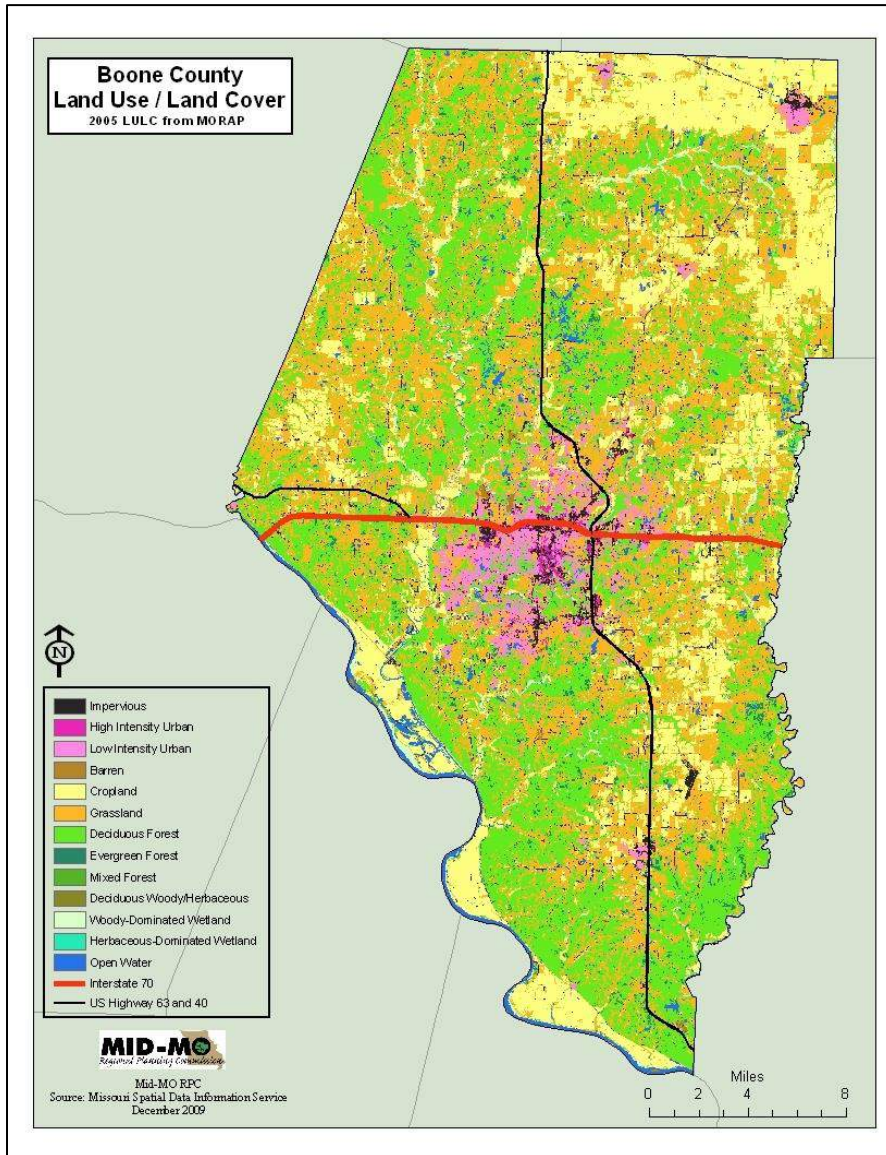 Boone County
Land Use / Land Cover
2005 LULC from MORAP
N
Impervious
High Intensity Urban
Low Intensity Urban
Barren
Cropland
Grassland
Deciduous Forest
Evergreen Forest
Mixed Forest
Deciduous Woody/Herbaceous
Woody-Dominated Wetland
Herbaceous-Dominated Wetland
Open Water
Interstate 70
US Highway 63 and 40
MID-MO
Regional Planning Commission
Mid-MO RPC
Source: Missouri Spatial Data Information Service
December 2009
Miles
0 2 4 8